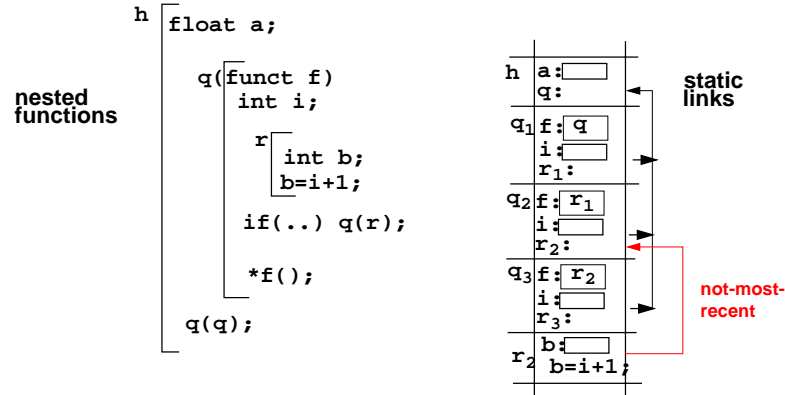 h
float a;
q(funct f)
int i;
nested
functions
r
int b;
b=i+1;
if(..) q(r);
*f();
q(q);
h a:
q:
static
links
q1 f: q
i:
r1:
q2 f: r1
i:
r2:
q3 f: r2
i:
r3:
not-most-
recent
r2 b:
b=i+1;